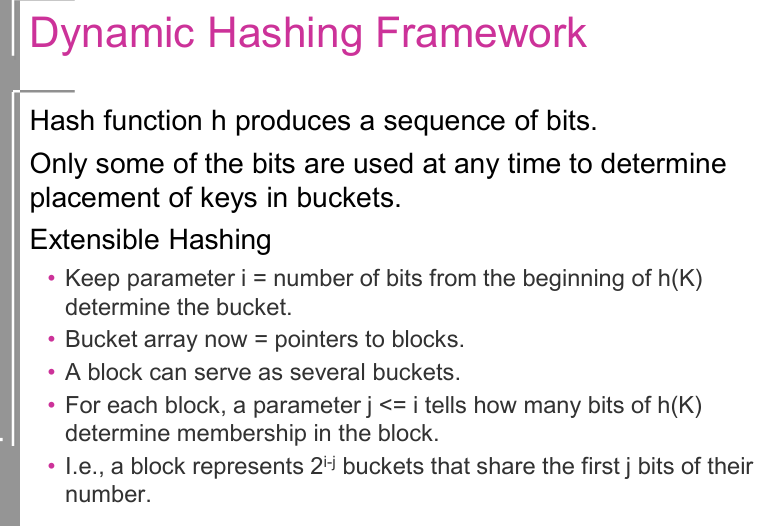 Dynamic Hashing Framework
Hash function h produces a sequence of bits.
Only some of the bits are used at any time to determine
placement of keys in buckets.
Extensible Hashing
• Keep parameter i = number of bits from the beginning of h(K)
determine the bucket.
• Bucket array now = pointers to blocks.
• A block can serve as several buckets.
• For each block, a parameter j <= i tells how many bits of h(K)
determine membership in the block.
• I.e., a block represents 2^{i-j} buckets that share the first j bits of their
number.